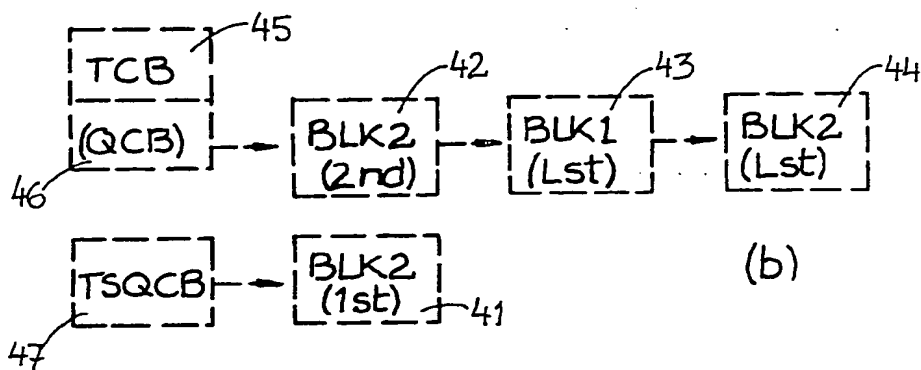 45
TCB
(QCB)
46
42
BLK2
(2nd)
43
BLK1
(Lst)
44
BLK2
(Lst)
TSQCB
47
BLK2
(1st)
41
(b)